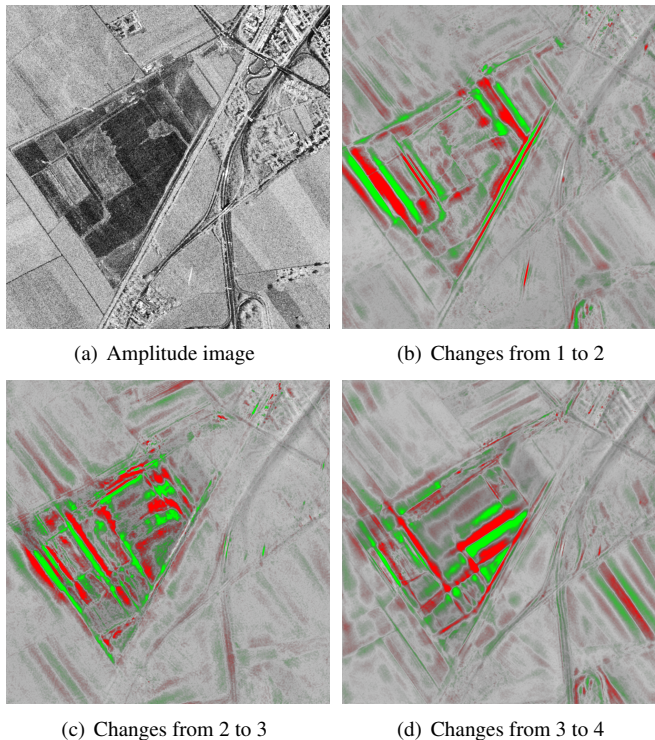 (a) Amplitude image
(b) Changes from 1 to 2
(c) Changes from 2 to 3
(d) Changes from 3 to 4